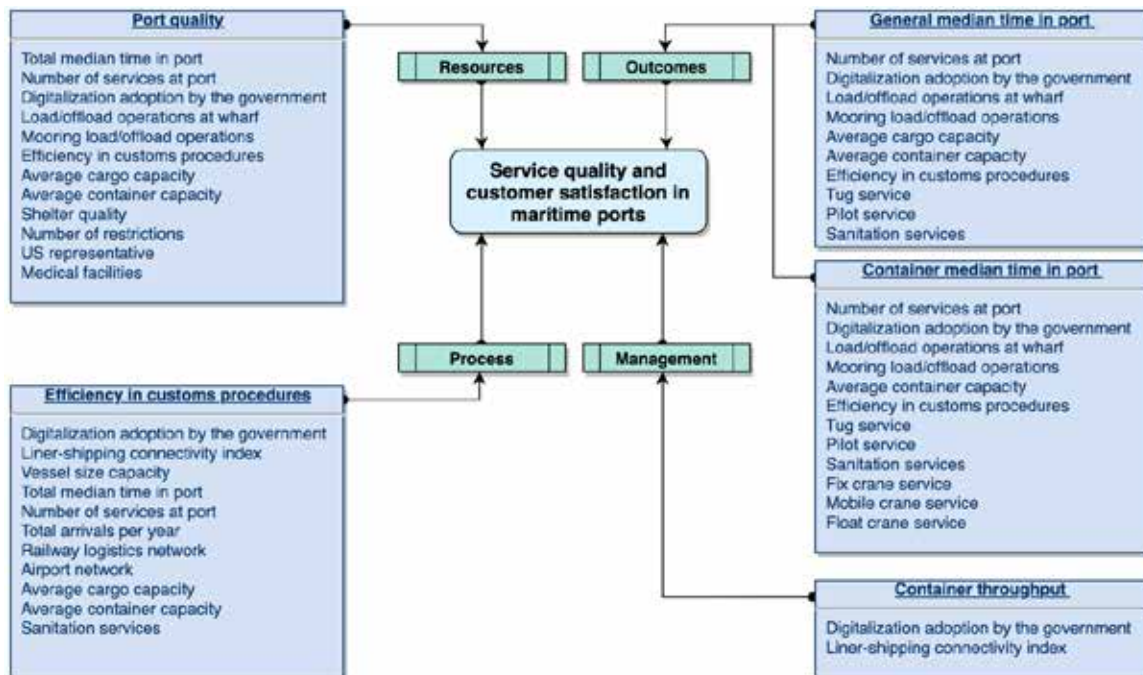 Port quality
Total median time in port
Number of services at port
Digitalization adoption by the government
Load/offload operations at wharf
Mooring load/offload operations
Efficiency in customs procedures
Average cargo capacity
Average container capacity
Shelter quality
Number of restrictions
US representative
Medical facilities
Resources
Outcomes
Service quality and
customer satisfaction in
maritime ports
Process
Management
Efficiency in customs procedures
Digitalization adoption by the government
Liner-shipping connectivity index
Vessel size capacity
Total median time in port
Number of services at port
Total arrivals per year
Railway logistics network
Airport network
Average cargo capacity
Average container capacity
Sanitation services
General median time in port
Number of services at port
Digitalization adoption by the government
Load/offload operations at wharf
Mooring load/offload operations
Average cargo capacity
Average container capacity
Efficiency in customs procedures
Tug service
Pilot service
Sanitation services
Container median time in port
Number of services at port
Digitalization adoption by the government
Load/offload operations at wharf
Mooring load/offload operations
Average container capacity
Efficiency in customs procedures
Tug service
Pilot service
Sanitation services
Fix crane service
Mobile crane service
Float crane service
Container throughput
Digitalization adoption by the government
Liner-shipping connectivity index